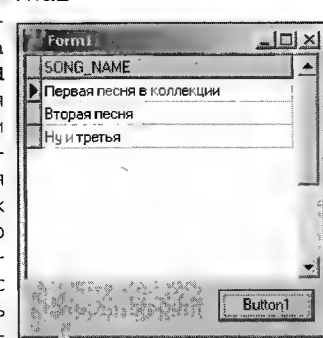 Form1
SONG_NAME
Первая песня в коллекции
Вторая песня
Ну и третья
Button1